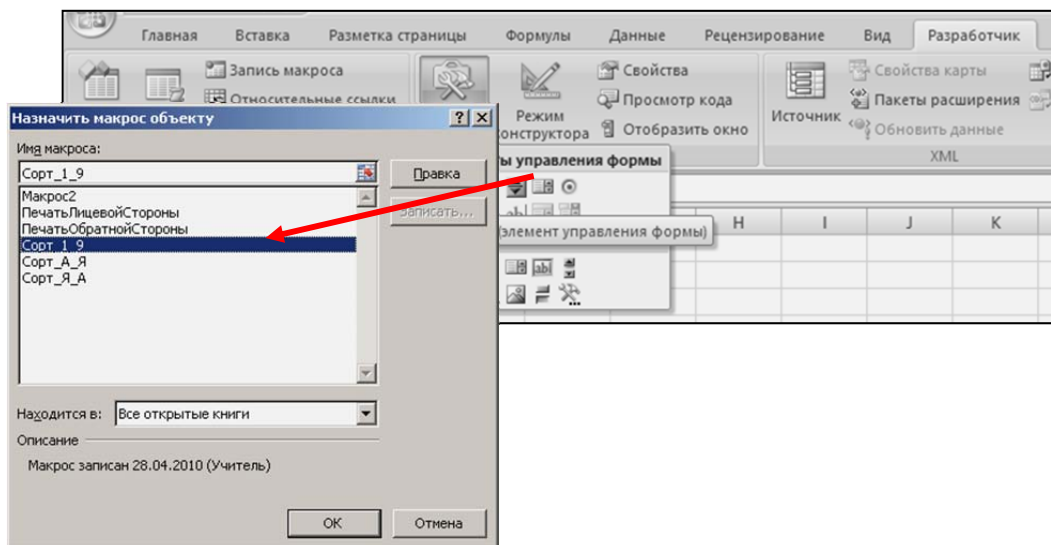 Главная Вставка Разметка страницы Формулы Данные Рецензирование Вид Разработчик
Запись макроса
Относительные ссылки
Режим конструктора
Свойства
Просмотр кода
Отобразить окно
Источник
Свойства карты
Пакеты расширения
Обновить данные
XML
ты управления формы
(элемент управления формы)
H I J K
Назначить макрос объекту
Имя макроса:
Сорт_1_9
Правка
Записать...
Макрос2
ПечатьЛицевойСтороны
ПечатьОбратнойСтороны
Сорт_1_9
Сорт_А_Я
Сорт_Я_А
Находится в: Все открытые книги
Описание
Макрос записан 28.04.2010 (Учитель)
ОК Отмена